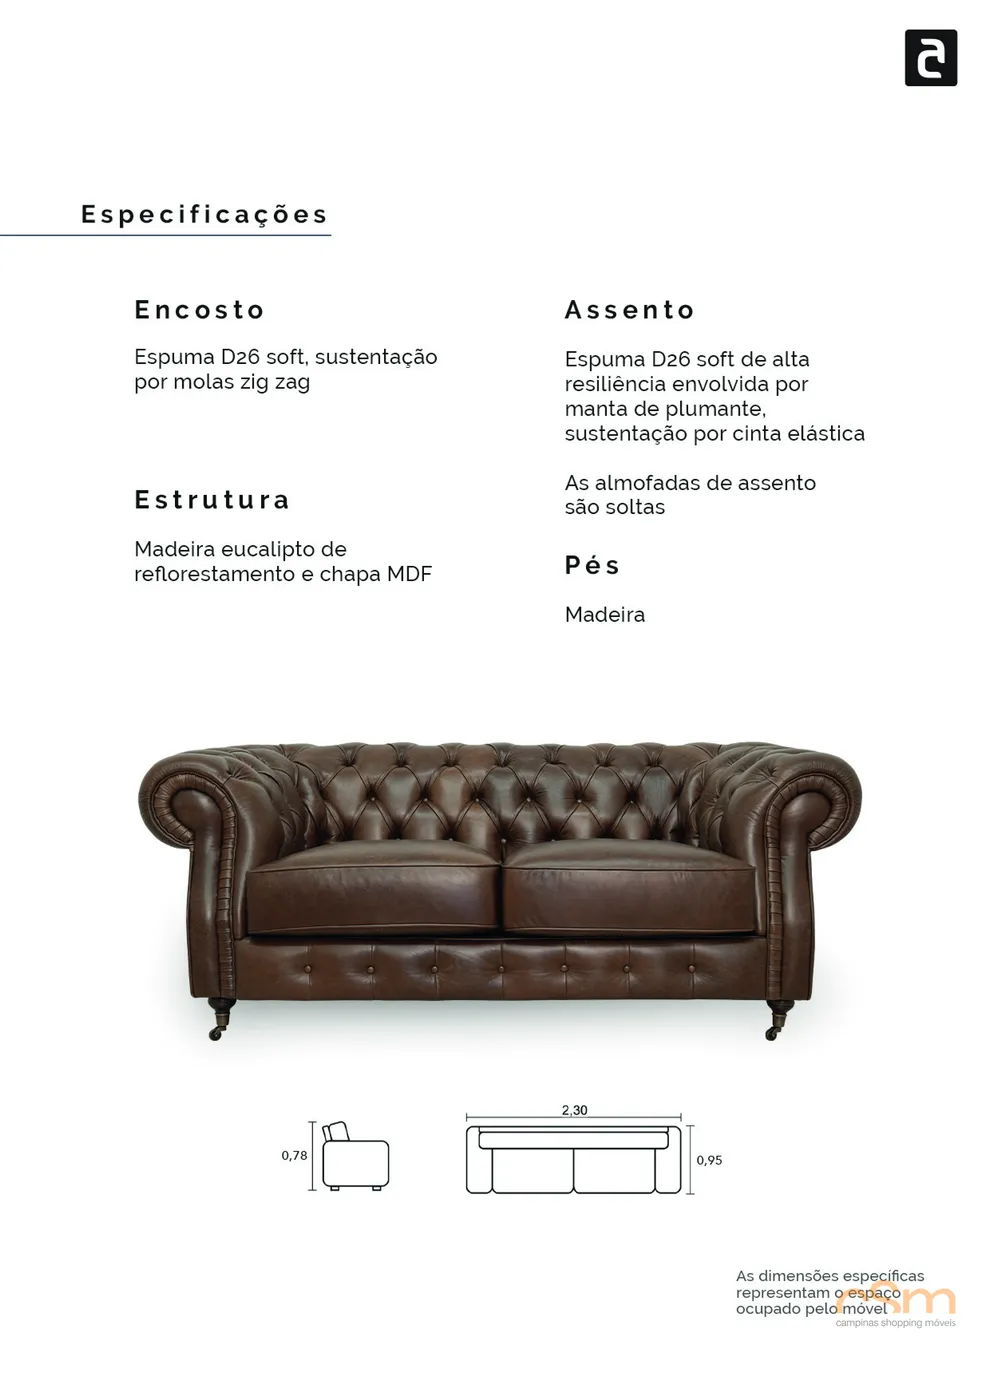 Especificações
Encosto
Espuma D26 soft, sustentação
por molas zig zag
Estrutura
Madeira eucalipto de
reflorestamento e chapa MDF
Assento
Espuma D26 soft de alta
resiliência envolvida por
manta de plumante,
sustentação por cinta elástica
As almofadas de assento
são soltas
Pés
Madeira
0,78
2,30
0,95
As dimensões específicas
representam o espaço
ocupado pelo móvel
csm
campinas shopping móveis